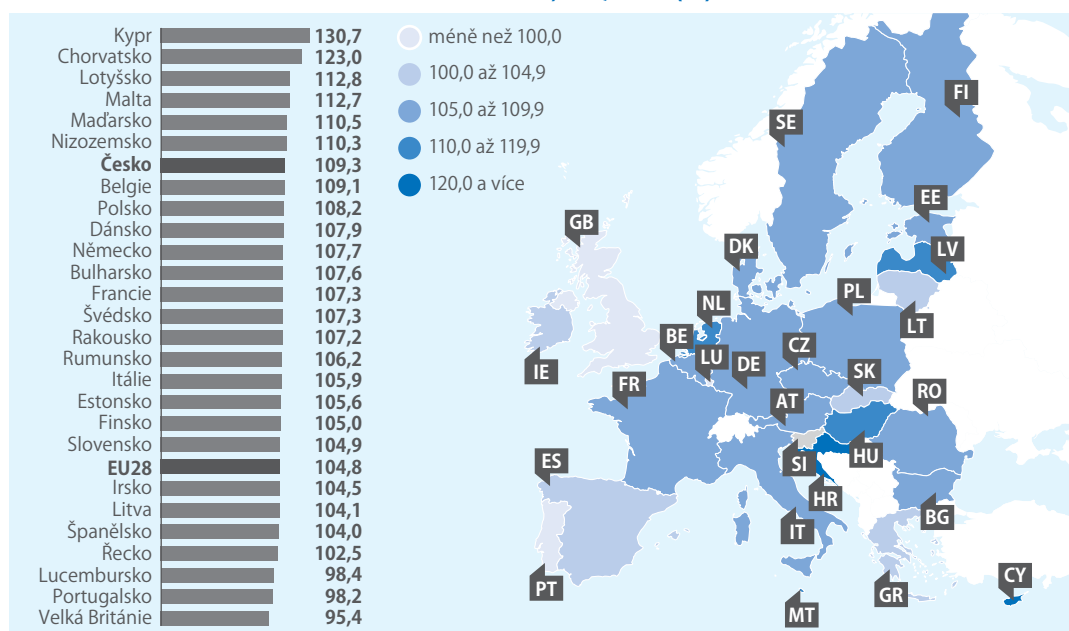 Kypr 130,7
Chorvatsko 123,0
Lotyšsko 112,8
Malta 112,7
Maďarsko 110,5
Nizozemsko 110,3
Česko 109,3
Belgie 109,1
Polsko 108,2
Dánsko 107,9
Německo 107,7
Bulharsko 107,6
Francie 107,3
Švédsko 107,3
Rakousko 107,2
Rumunsko 106,2
Itálie 105,9
Estonsko 105,6
Finsko 105,0
Slovensko 104,9
EU28 104,8
Irsko 104,5
Litva 104,1
Španělsko 104,0
Řecko 102,5
Lucembursko 98,4
Portugalsko 98,2
Velká Británie 95,4
méně než 100,0
100,0 až 104,9
105,0 až 109,9
110,0 až 119,9
120,0 a více
FI
SE
EE
GB
DK
LV
PL
NL
LT
BE
LU
CZ
IE
DE
SK
FR
AT
RO
ES
SI
HU
HR
BG
IT
PT
GR
CY
MT